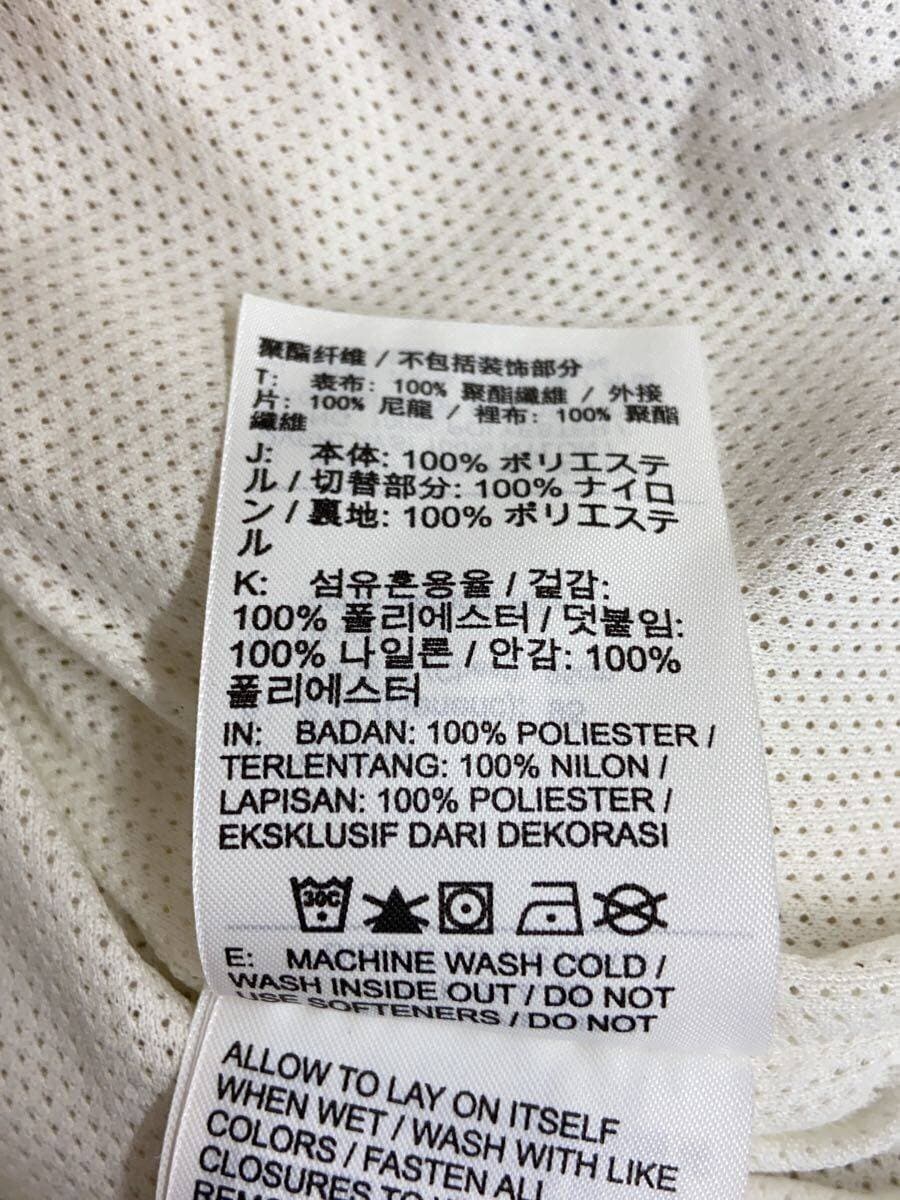 聚酯纤维 / 不包括装饰部分
T: 表布: 100% 聚酯纖維 / 外接
片: 100% 尼龍 / 裡布: 100% 聚酯
纖維
J: 本体: 100% ポリエステ
ル / 切替部分: 100% ナイロ
ン / 裏地: 100% ポリエステ
ル
K: 섬유혼용율 / 겉감:
100% 폴리에스터 / 덧붙임:
100% 나일론 / 안감: 100%
폴리에스터
IN: BADAN: 100% POLIESTER /
TERLENTANG: 100% NILON /
LAPISAN: 100% POLIESTER /
EKSKLUSIF DARI DEKORASI
30C
E: MACHINE WASH COLD /
WASH INSIDE OUT / DO NOT
USE SOFTENERS / DO NOT
ALLOW TO LAY ON ITSELF
WHEN WET / WASH WITH LIKE
COLORS / FASTEN ALL
CLOSURES TO